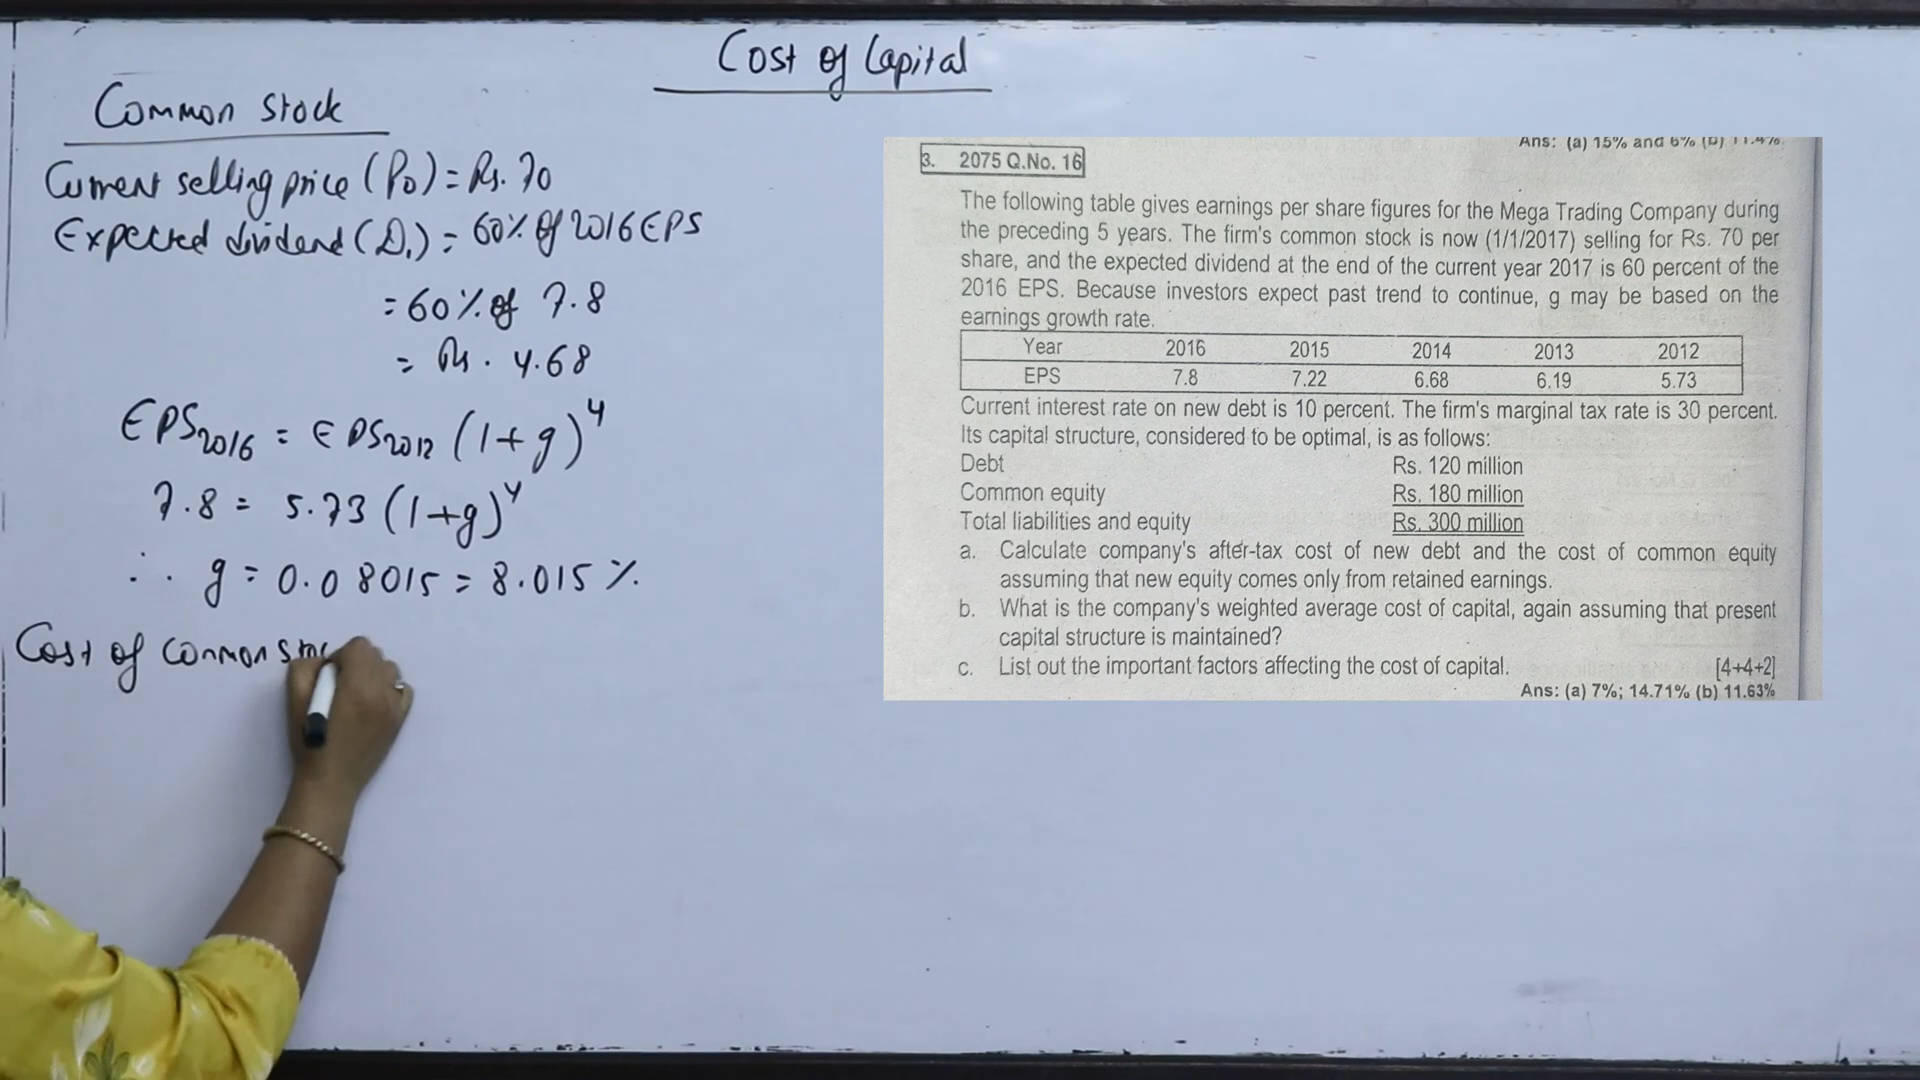 Cost of Capital
Common Stock
Current selling price (P0) = Rs. 70
Expected dividend (D1) = 60% of 2016 EPS
= 60% of 7.8
= Rs. 4.68
EPS2016 = EPS2012 (1+g)^4
7.8 = 5.73 (1+g)^4
∴ g = 0.08015 = 8.015 %
Cost of common stoc
Ans: (a) 15% and 6% (b) 11.4%
3. 2075 Q.No. 16
The following table gives earnings per share figures for the Mega Trading Company during
the preceding 5 years. The firm's common stock is now (1/1/2017) selling for Rs. 70 per
share, and the expected dividend at the end of the current year 2017 is 60 percent of the
2016 EPS. Because investors expect past trend to continue, g may be based on the
earnings growth rate.
Year 2016 2015 2014 2013 2012
EPS 7.8 7.22 6.68 6.19 5.73
Current interest rate on new debt is 10 percent. The firm's marginal tax rate is 30 percent.
Its capital structure, considered to be optimal, is as follows:
Debt Rs. 120 million
Common equity Rs. 180 million
Total liabilities and equity Rs. 300 million
a. Calculate company's after-tax cost of new debt and the cost of common equity
assuming that new equity comes only from retained earnings.
b. What is the company's weighted average cost of capital, again assuming that present
capital structure is maintained?
c. List out the important factors affecting the cost of capital. [4+4+2]
Ans: (a) 7%; 14.71% (b) 11.63%